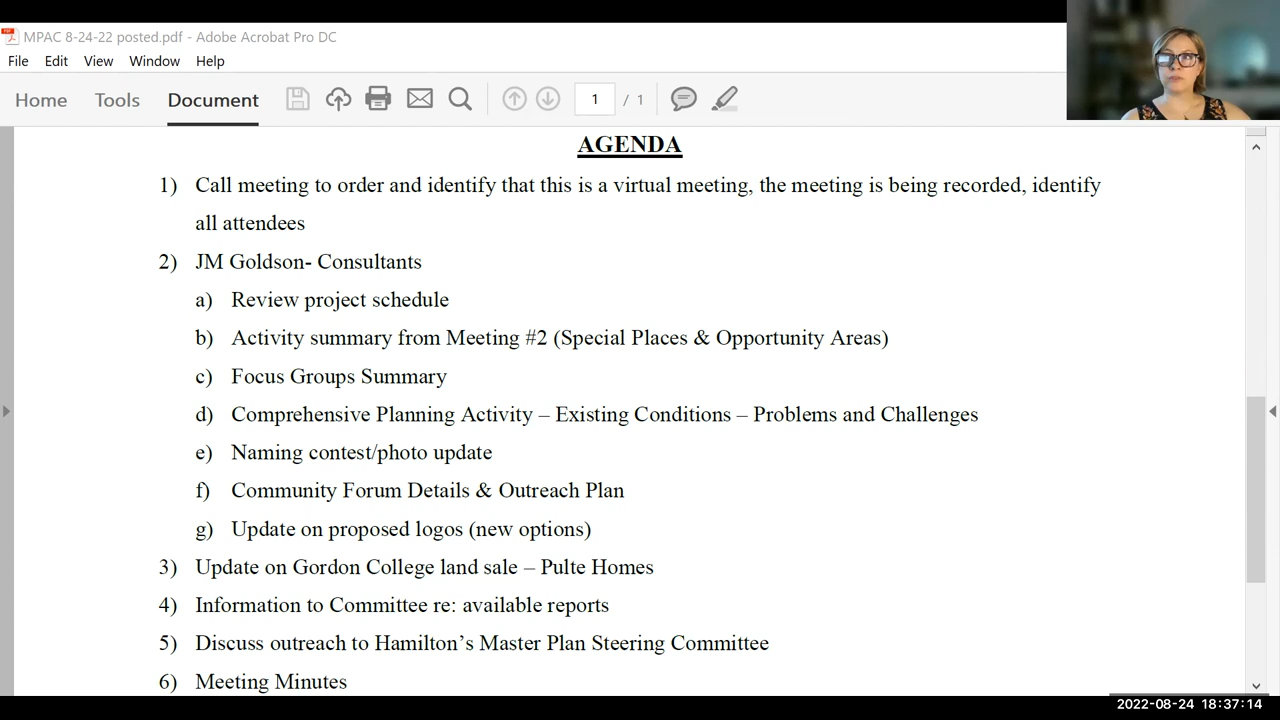 MPAC 8-24-22 posted.pdf - Adobe Acrobat Pro DC
File Edit View Window Help
Home Tools Document 1 / 1
AGENDA
1) Call meeting to order and identify that this is a virtual meeting, the meeting is being recorded, identify
all attendees
2) JM Goldson- Consultants
a) Review project schedule
b) Activity summary from Meeting #2 (Special Places & Opportunity Areas)
c) Focus Groups Summary
d) Comprehensive Planning Activity – Existing Conditions – Problems and Challenges
e) Naming contest/photo update
f) Community Forum Details & Outreach Plan
g) Update on proposed logos (new options)
3) Update on Gordon College land sale – Pulte Homes
4) Information to Committee re: available reports
5) Discuss outreach to Hamilton’s Master Plan Steering Committee
6) Meeting Minutes
2022-08-24 18:37:14